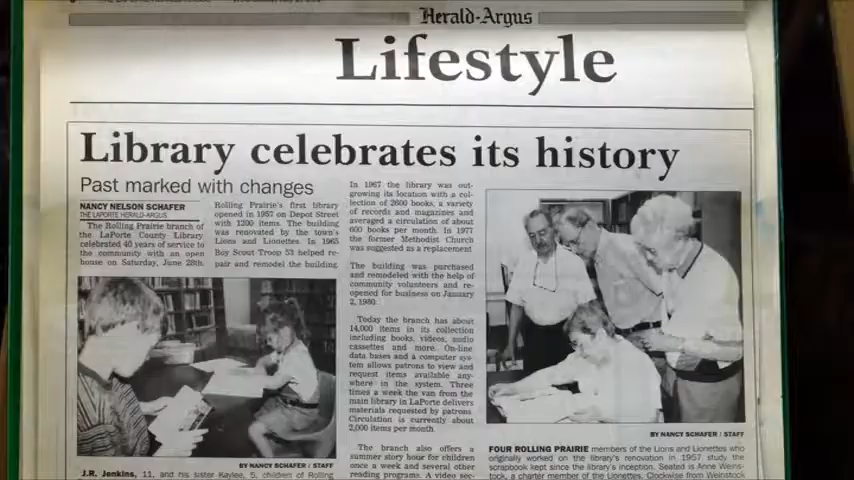 Herald-Argus
Lifestyle
Library celebrates its history
Past marked with changes
NANCY NELSON SCHAFER
THE LAPORTE HERALD-ARGUS
The Rolling Prairie branch of
the LaPorte County Library
celebrated 40 years of service to
the community with an open
house on Saturday, June 28th.
Rolling Prairie's first library
opened in 1957 on Depot Street
with 1200 items. The building
was renovated by the town's
Lions and Lionettes. In 1965
Boy Scout Troop 53 helped re-
pair and remodel the building.
In 1967 the library was out-
growing its location with a col-
lection of 2600 books, a variety
of records and magazines and
averaged a circulation of about
600 books per month. In 1977
the former Methodist Church
was suggested as a replacement
The building was purchased
and remodeled with the help of
community volunteers and re-
opened for business on January
2, 1980.
Today the branch has about
14,000 items in its collection
including books, videos, audio
cassettes and more. On-line
data bases and a computer sys-
tem allows patrons to view and
request items available any-
where in the system. Three
times a week the van from the
main library in LaPorte delivers
materials requested by patrons.
Circulation is currently about
2,000 items per month.
The branch also offers a
summer story hour for children
once a week and several other
reading programs. A video sec-
BY NANCY SCHAFER / STAFF
J.R. Jenkins, 11, and his sister Kaylee, 5, children of Rolling
BY NANCY SCHAFER / STAFF
FOUR ROLLING PRAIRIE members of the Lions and Lionettes who
originally worked on the library's renovation in 1957, study the
scrapbook kept since the library's inception. Seated is Anne Wein-
stock, a charter member of the Lionettes. Clockwise from Weinstock